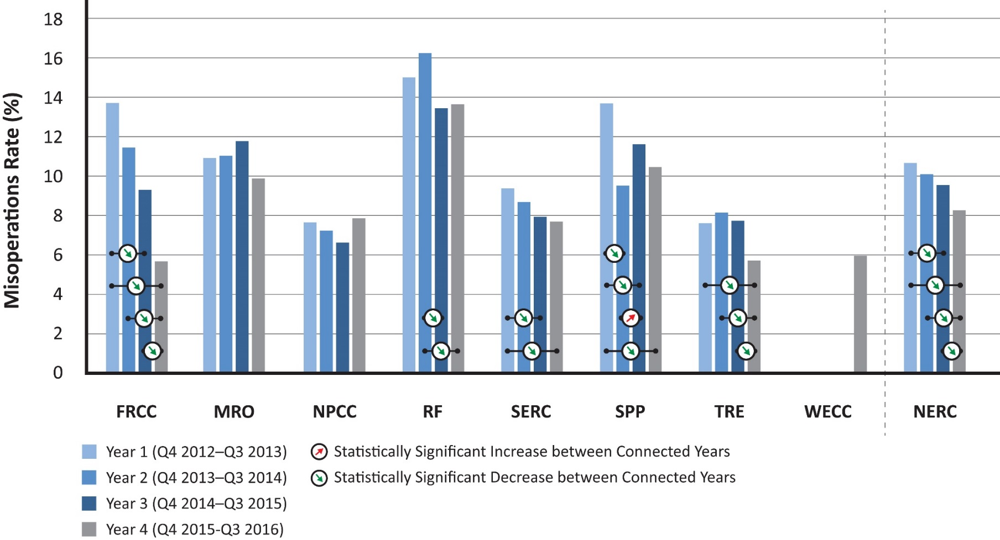 Misoperations Rate (%)
18
16
14
12
10
8
6
4
2
0
FRCC MRO NPCC RF SERC SPP TRE WECC NERC
Year 1 (Q4 2012–Q3 2013)
Year 2 (Q4 2013–Q3 2014)
Year 3 (Q4 2014–Q3 2015)
Year 4 (Q4 2015-Q3 2016)
Statistically Significant Increase between Connected Years
Statistically Significant Decrease between Connected Years